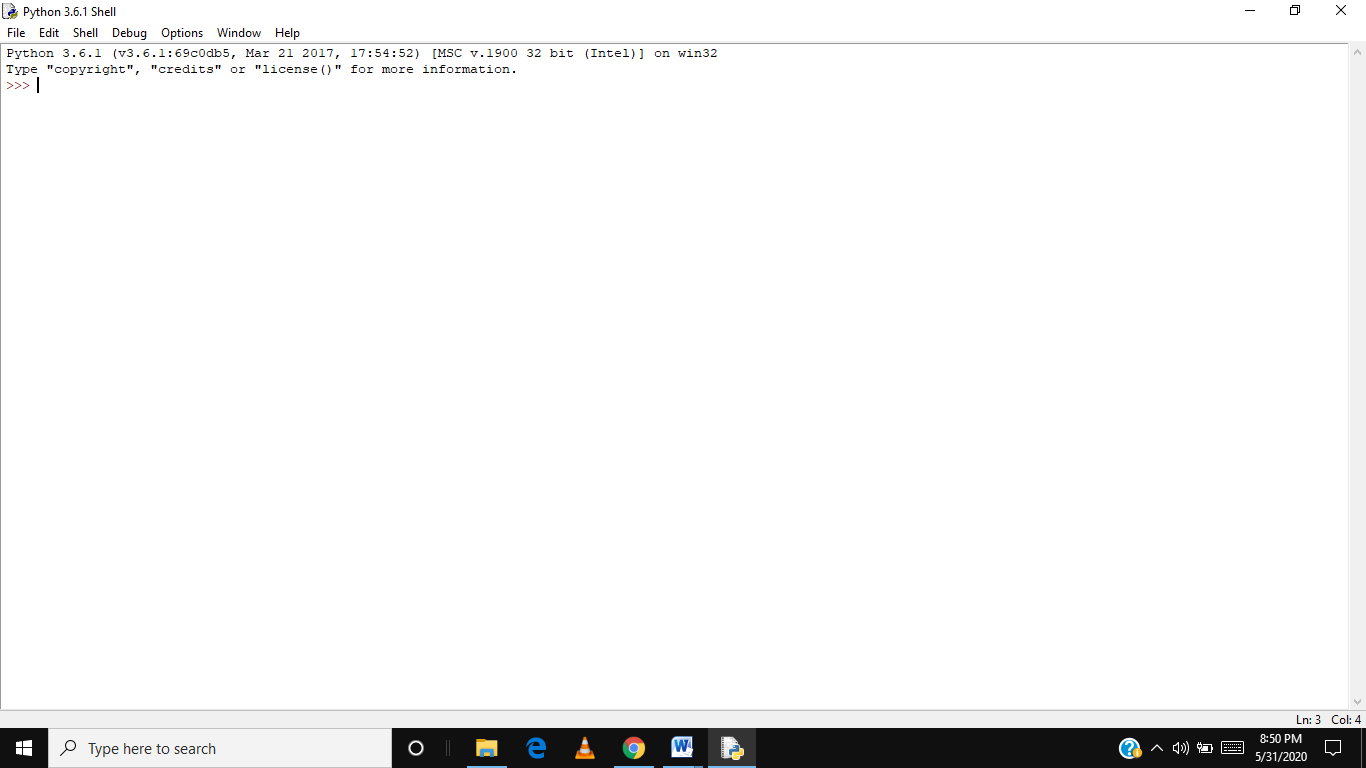 Python 3.6.1 Shell
File Edit Shell Debug Options Window Help
Python 3.6.1 (v3.6.1:69c0db5, Mar 21 2017, 17:54:52) [MSC v.1900 32 bit (Intel)] on win32
Type "copyright", "credits" or "license()" for more information.
>>>
Ln: 3 Col: 4
Type here to search
8:50 PM
5/31/2020